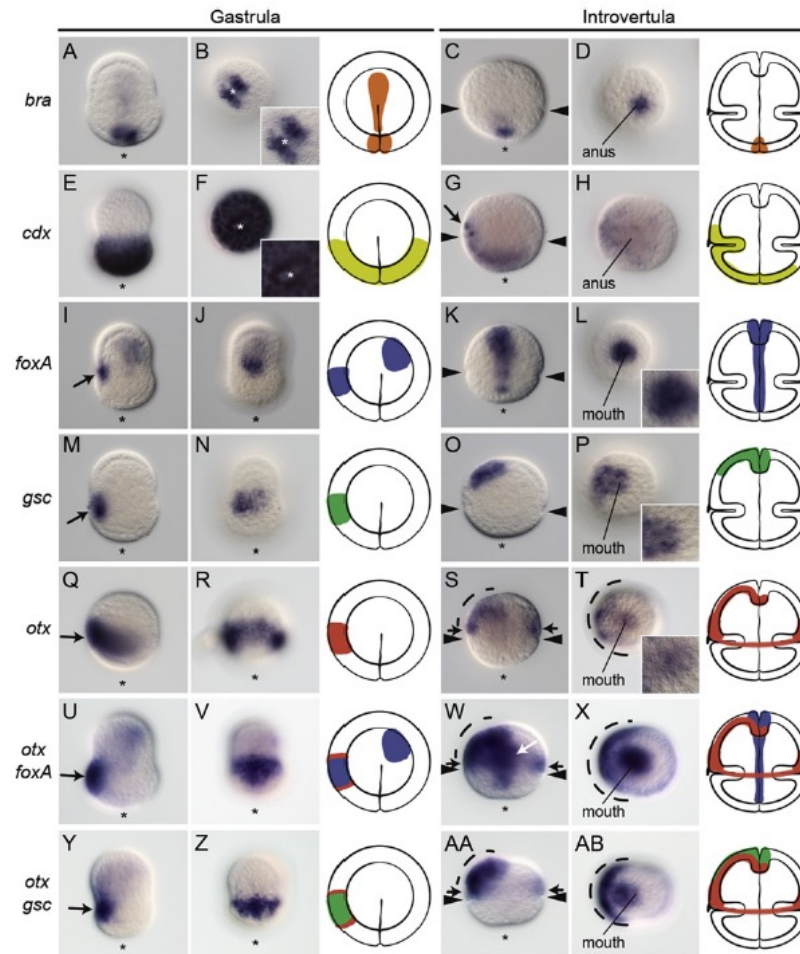 Gastrula Introvertula
A B C D
bra
* * * anus
*
E F G H
cdx
* * * anus
*
I J K L
foxA
* * * mouth
M N O P
gsc
* * * mouth
Q R S T
otx
* * * mouth
U V W X
otx
foxA
* * * mouth
Y Z AA AB
otx
gsc
* * * mouth